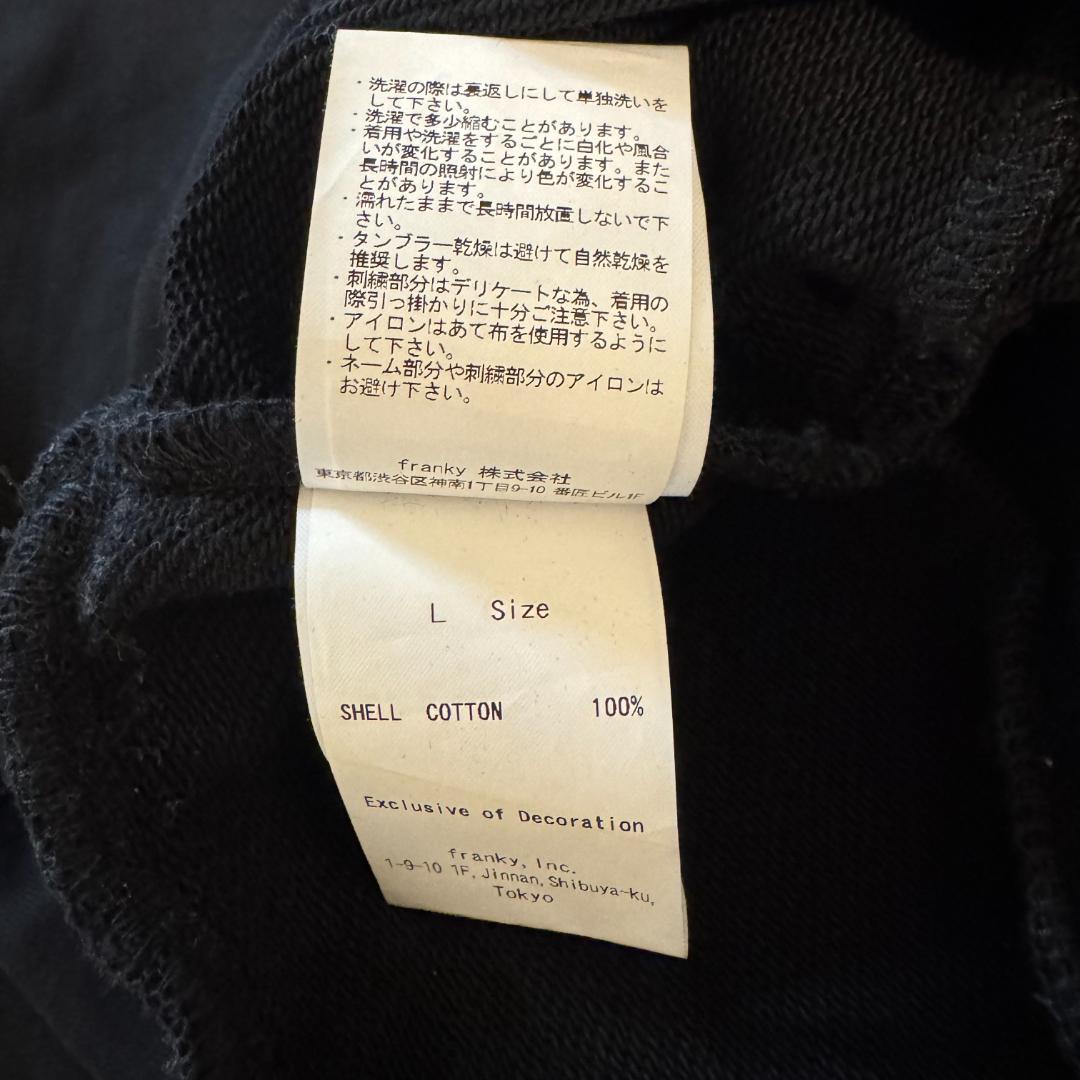 ・洗濯の際は裏返しにして単独洗いを
して下さい。
・洗濯で多少縮むことがあります。
・着用や洗濯をするごとに白化や風合
いが変化することがあります。また
長時間の照射により色が変化するこ
とがあります。
・濡れたままで長時間放置しないで下
さい。
・タンブラー乾燥は避けて自然乾燥を
推奨します。
・刺繍部分はデリケートな為、着用の
際引っ掛かりに十分ご注意下さい。
・アイロンはあて布を使用するように
して下さい。
・ネーム部分や刺繍部分のアイロンは
お避け下さい。
franky 株式会社
東京都渋谷区神南1丁目9-10 番匠ビル1F
L Size
SHELL COTTON 100%
Exclusive of Decoration
franky, Inc.
1-9-10 1F, Jinnan, Shibuya-ku,
Tokyo